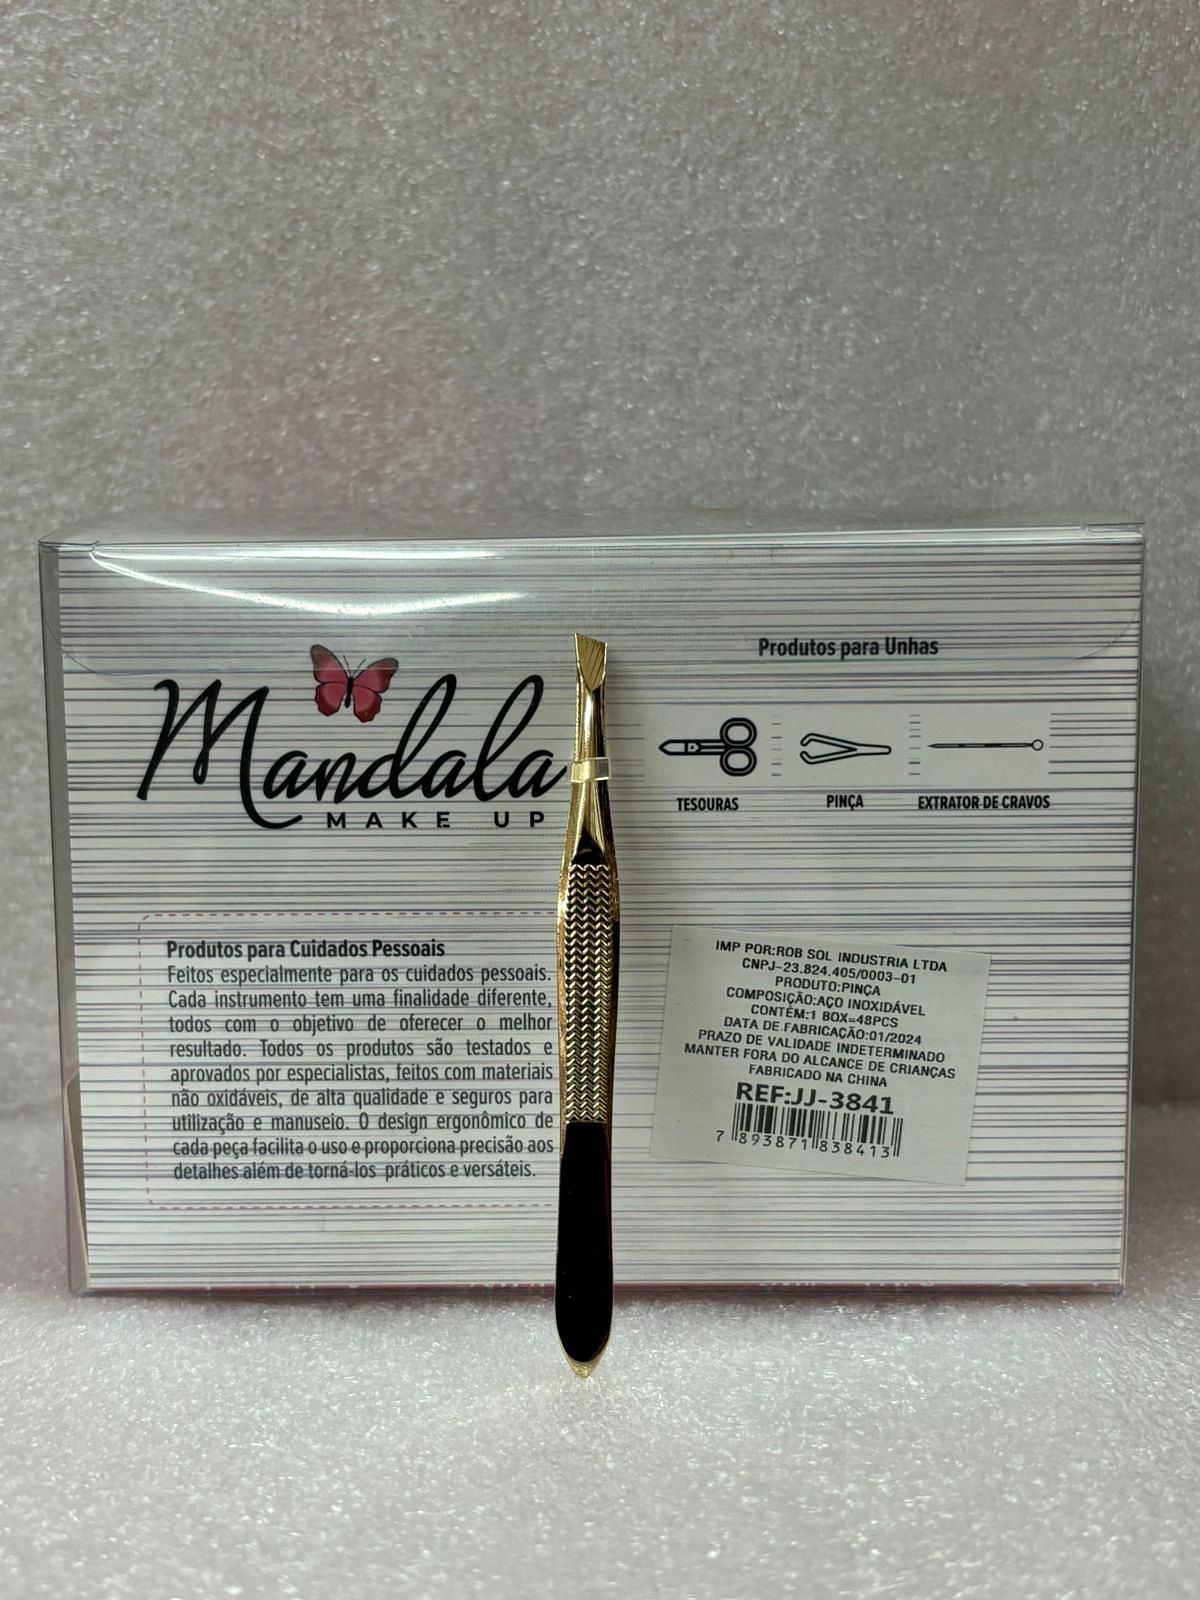 Mandala
MAKE UP
Produtos para Unhas
TESOURAS
PINÇA
EXTRATOR DE CRAVOS
Produtos para Cuidados Pessoais
Feitos especialmente para os cuidados pessoais.
Cada instrumento tem uma finalidade diferente,
todos com o objetivo de oferecer o melhor
resultado. Todos os produtos são testados e
aprovados por especialistas, feitos com materiais
não oxidáveis, de alta qualidade e seguros para
utilização e manuseio. O design ergonômico de
cada peça facilita o uso e proporciona precisão aos
detalhes além de torná-los práticos e versáteis.
IMP POR:ROB SOL INDUSTRIA LTDA
CNPJ-23.824.405/0003-01
PRODUTO:PINÇA
COMPOSIÇÃO:AÇO INOXIDÁVEL
CONTÉM:1 BOX=48PCS
DATA DE FABRICAÇÃO:01/2024
PRAZO DE VALIDADE INDETERMINADO
MANTER FORA DO ALCANCE DE CRIANÇAS
FABRICADO NA CHINA
REF:JJ-3841
7 893871 838413